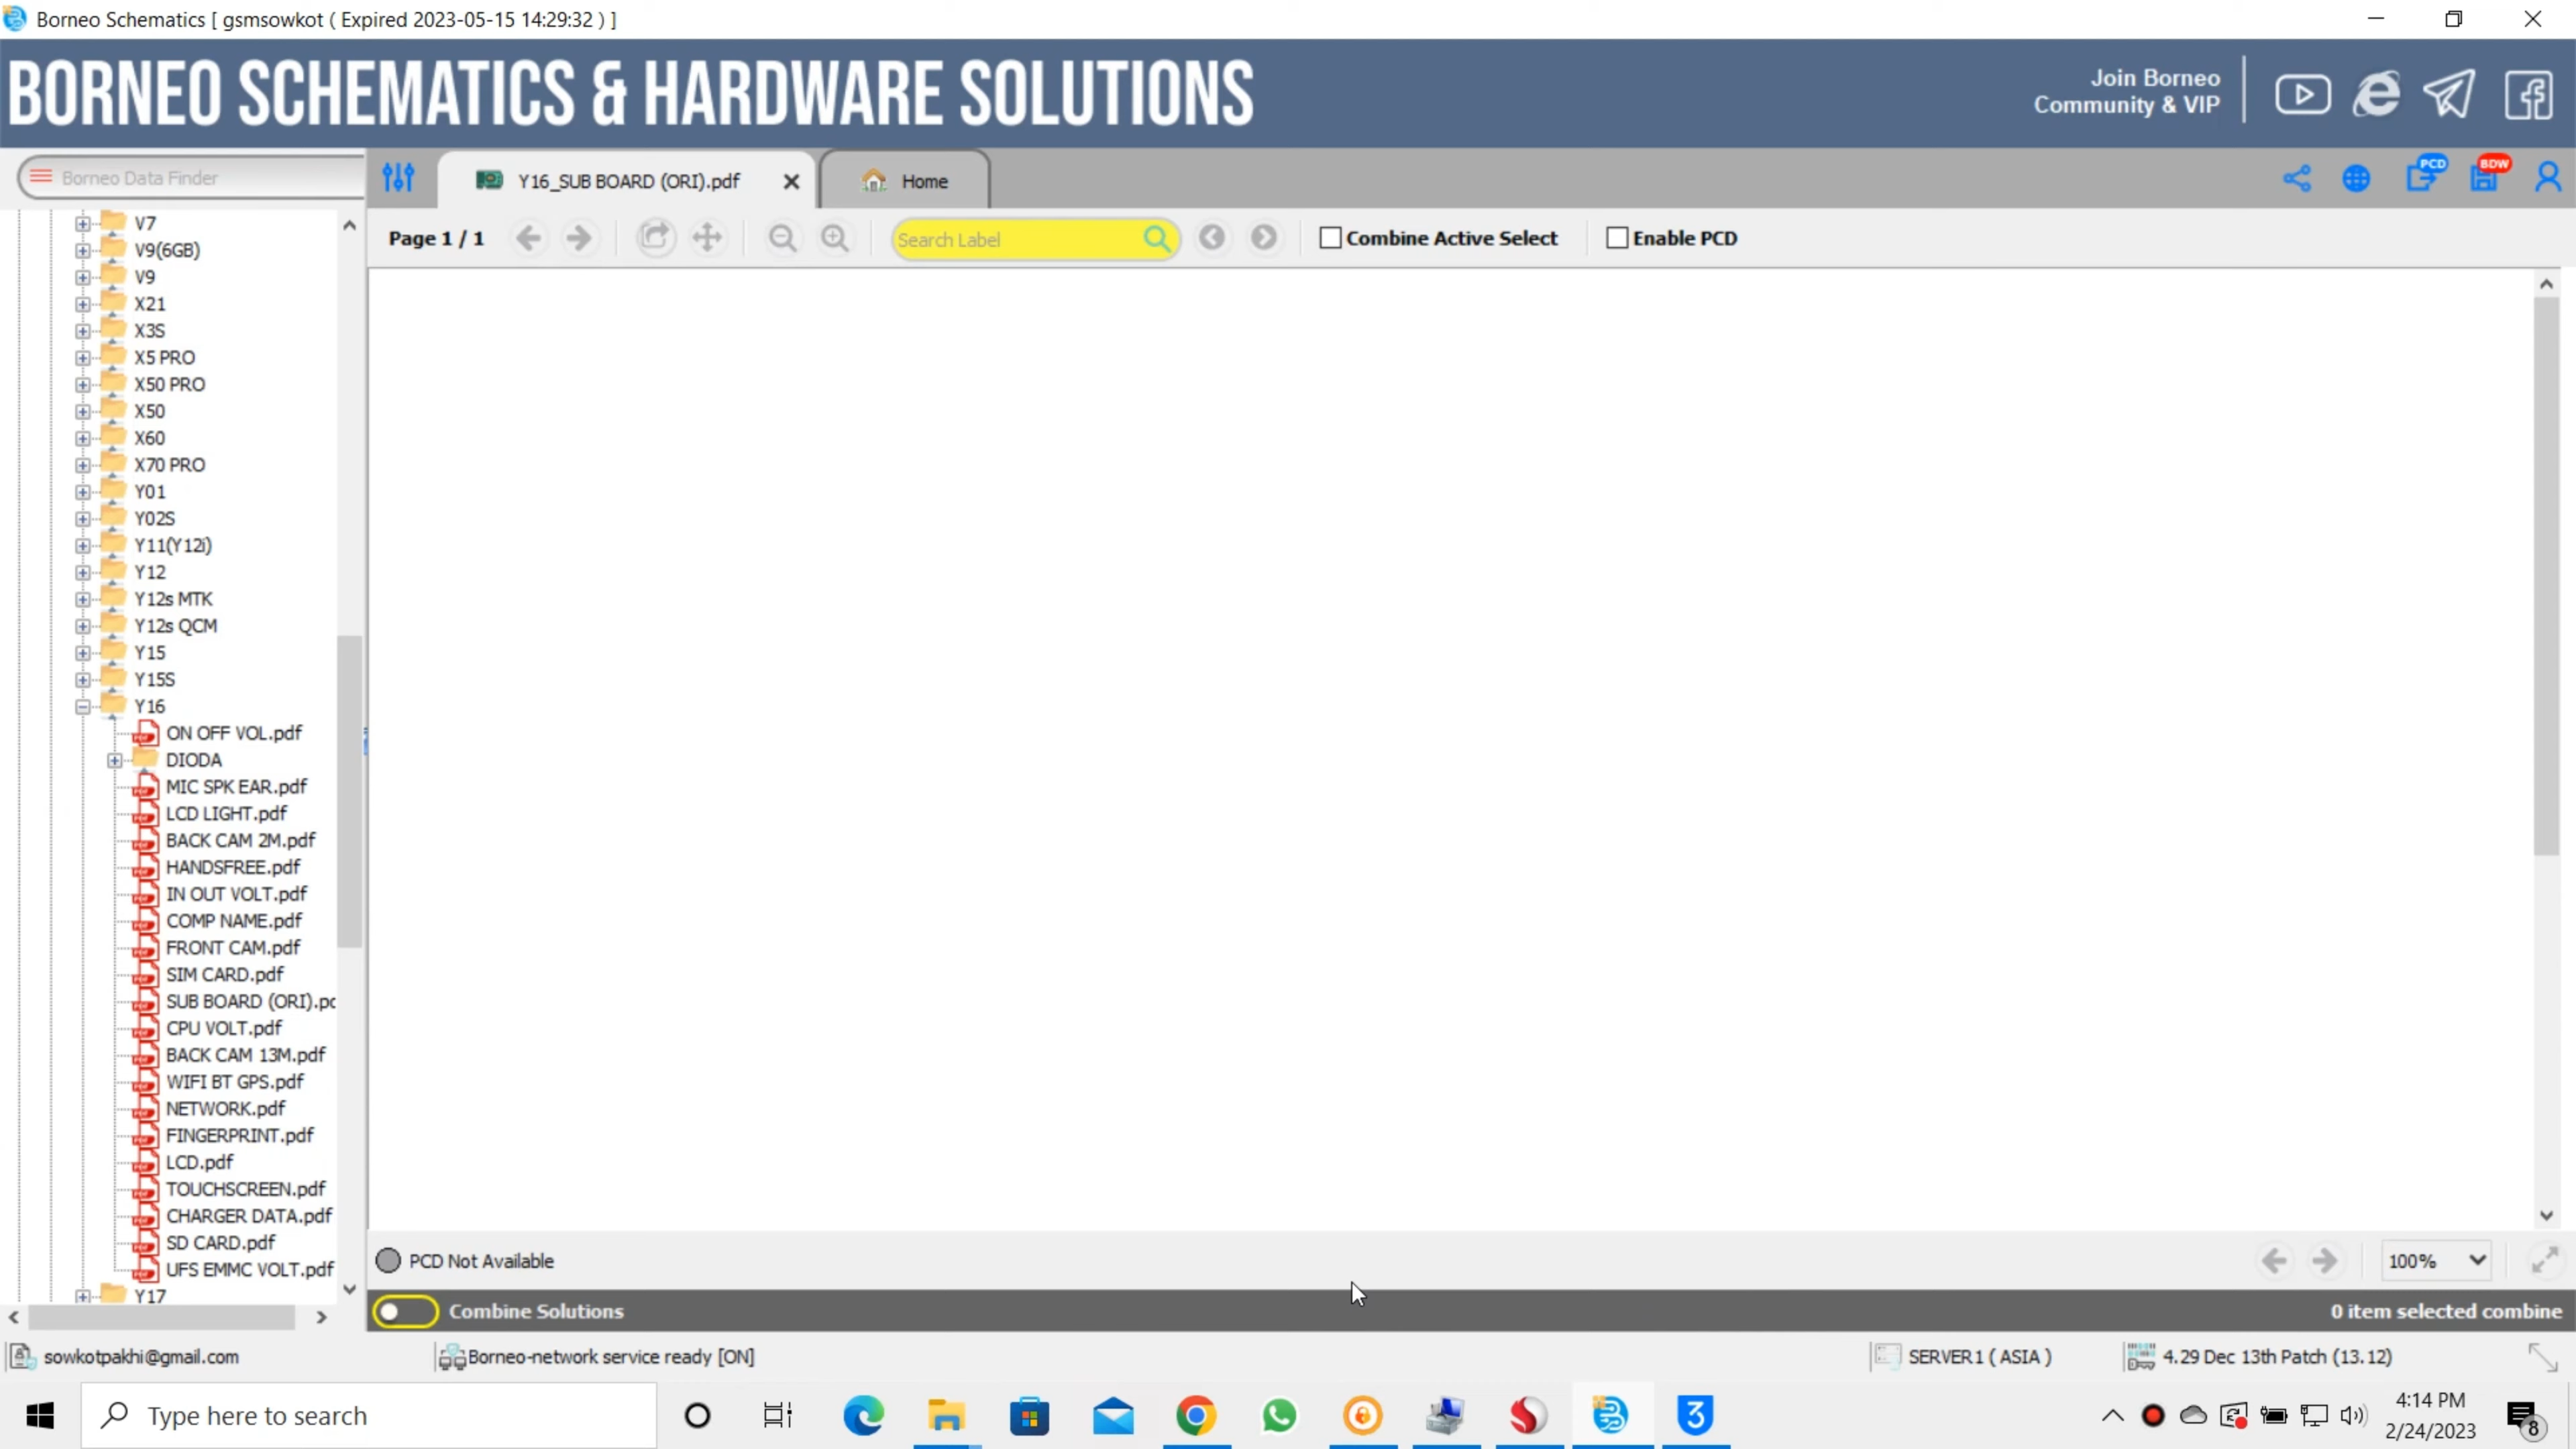 Borneo Schematics [ gsmsowkot ( Expired 2023-05-15 14:29:32 ) ]
BORNEO SCHEMATICS & HARDWARE SOLUTIONS
Join Borneo
Community & VIP
Borneo Data Finder
Y16_SUB BOARD (ORI).pdf
Home
PCD
BDW
Page 1 / 1
Search Label
Combine Active Select
Enable PCD
V7
V9(6GB)
V9
X21
X3S
X5 PRO
X50 PRO
X50
X60
X70 PRO
Y01
Y02S
Y11(Y12i)
Y12
Y12s MTK
Y12s QCM
Y15
Y15S
Y16
ON OFF VOL.pdf
DIODA
MIC SPK EAR.pdf
LCD LIGHT.pdf
BACK CAM 2M.pdf
HANDSFREE.pdf
IN OUT VOLT.pdf
COMP NAME.pdf
FRONT CAM.pdf
SIM CARD.pdf
SUB BOARD (ORI).pd
CPU VOLT.pdf
BACK CAM 13M.pdf
WIFI BT GPS.pdf
NETWORK.pdf
FINGERPRINT.pdf
LCD.pdf
TOUCHSCREEN.pdf
CHARGER DATA.pdf
SD CARD.pdf
UFS EMMC VOLT.pdf
Y17
PCD Not Available
100%
Combine Solutions
0 item selected combine
sowkotpakhi@gmail.com
Borneo-network service ready [ON]
SERVER1 ( ASIA )
4.29 Dec 13th Patch (13.12)
Type here to search
3
4:14 PM
2/24/2023
8